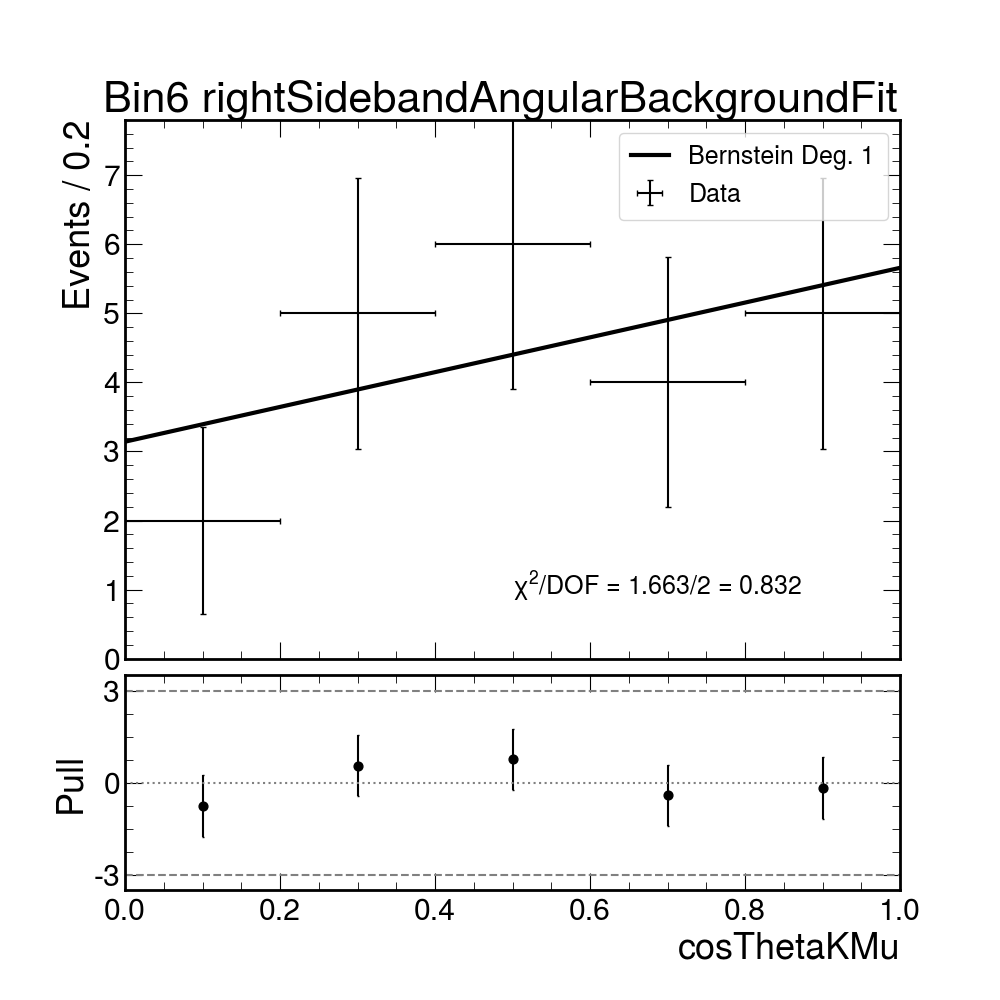 Bin6 rightSidebandAngularBackgroundFit
Events / 0.2
7
6
5
4
3
2
1
0
Bernstein Deg. 1
Data
χ²/DOF = 1.663/2 = 0.832
Pull
3
0
-3
0.0 0.2 0.4 0.6 0.8 1.0
cosThetaKMu